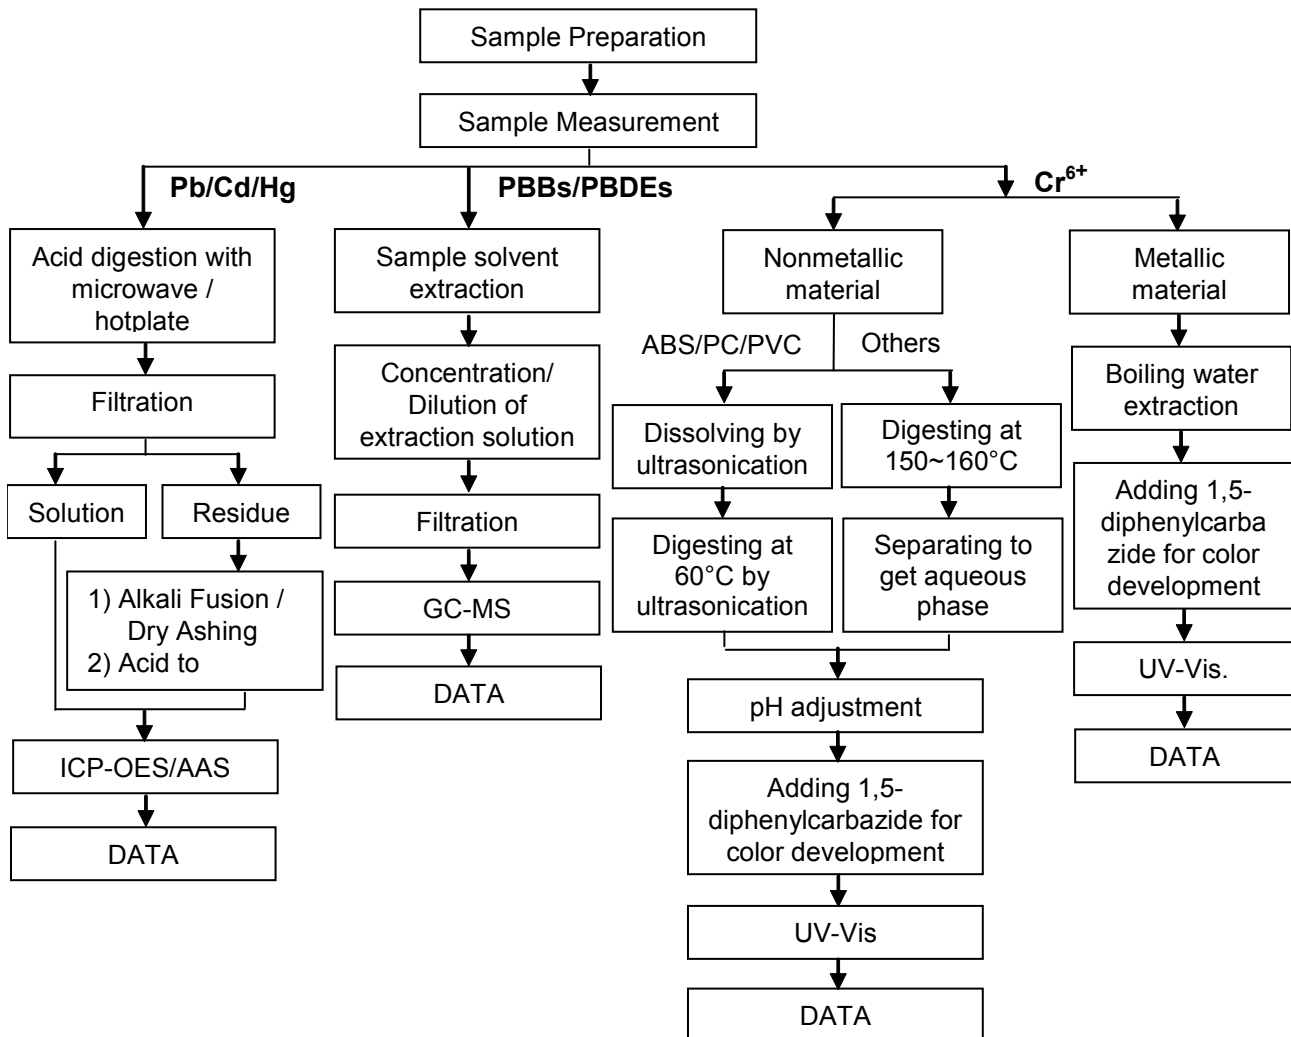 Sample Preparation
Sample Measurement
Pb/Cd/Hg
PBBs/PBDEs
Cr⁶⁺
Acid digestion with
microwave /
hotplate
Filtration
Solution
Residue
1) Alkali Fusion /
Dry Ashing
2) Acid to
ICP-OES/AAS
DATA
Sample solvent
extraction
Concentration/
Dilution of
extraction solution
Filtration
GC-MS
DATA
Nonmetallic
material
ABS/PC/PVC
Others
Dissolving by
ultrasonication
Digesting at
60°C by
ultrasonication
Digesting at
150~160°C
Separating to
get aqueous
phase
pH adjustment
Adding 1,5-
diphenylcarbazide for
color development
UV-Vis
DATA
Metallic
material
Boiling water
extraction
Adding 1,5-
diphenylcarba
zide for color
development
UV-Vis.
DATA